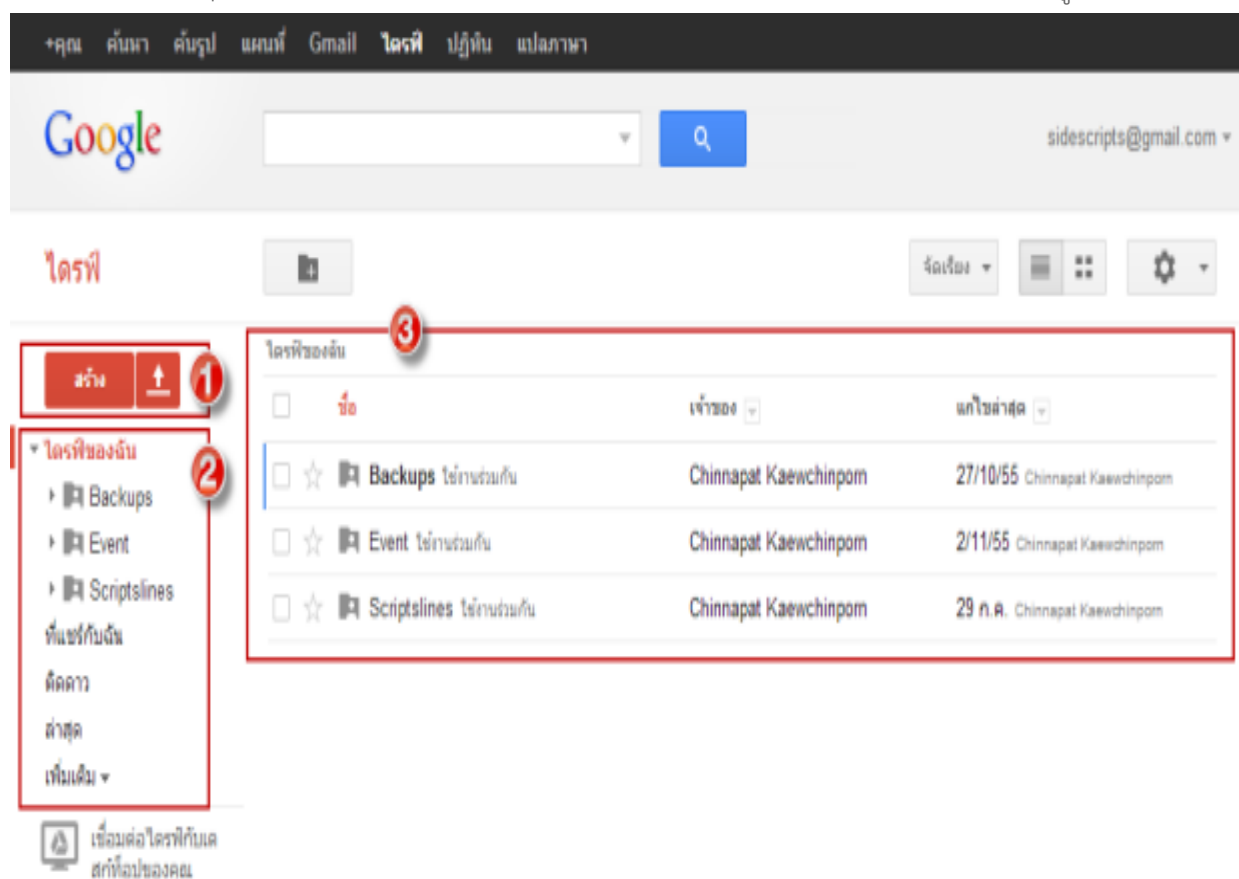 +คุณ ค้นหา ค้นรูป แผนที่ Gmail ไดรฟ์ ปฏิทิน แปลภาษา
Google
sidescripts@gmail.com
ไดรฟ์
จัดเรียง
3
ไดรฟ์ของฉัน
สร้าง
1
ชื่อ เจ้าของ แก้ไขล่าสุด
ไดรฟ์ของฉัน
2
Backups ใช้งานร่วมกัน Chinnapat Kaewchinporn 27/10/55 Chinnapat Kaewchinporn
Backups
Event ใช้งานร่วมกัน Chinnapat Kaewchinporn 2/11/55 Chinnapat Kaewchinporn
Event
Scriptslines ใช้งานร่วมกัน Chinnapat Kaewchinporn 29 ก.ค. Chinnapat Kaewchinporn
Scriptslines
ที่แชร์กับฉัน
ติดดาว
ล่าสุด
เพิ่มเติม
เชื่อมต่อไดรฟ์กับเด
สก์ท็อปของคุณ